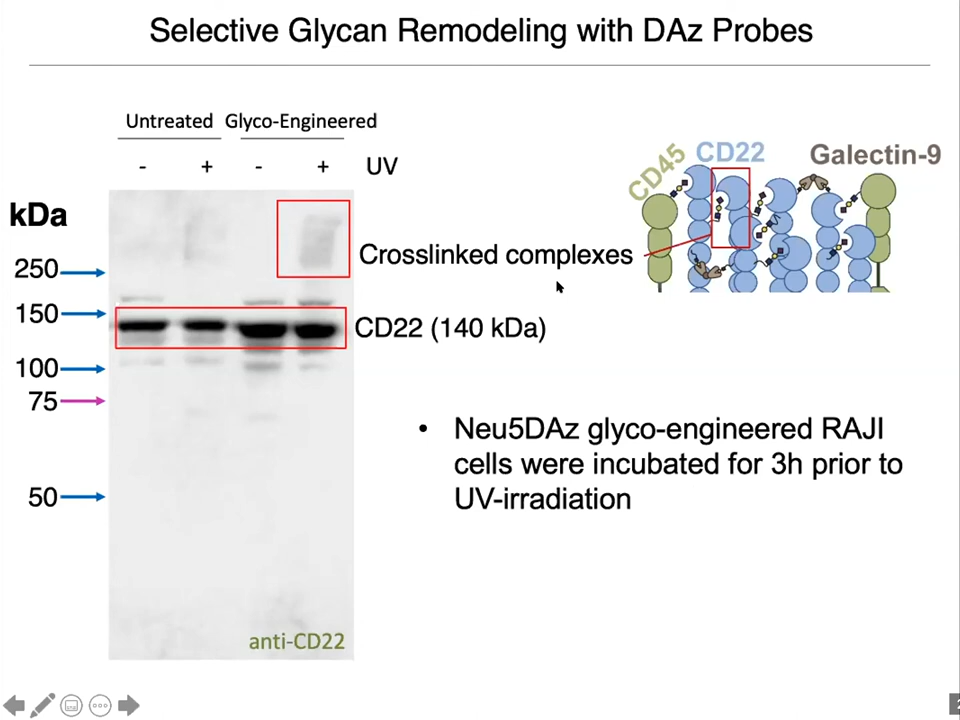 Selective Glycan Remodeling with DAz Probes
Untreated Glyco-Engineered
- + - + UV
kDa
250
150
100
75
50
Crosslinked complexes
CD22 (140 kDa)
anti-CD22
CD45
CD22
Galectin-9
• Neu5DAz glyco-engineered RAJI
cells were incubated for 3h prior to
UV-irradiation